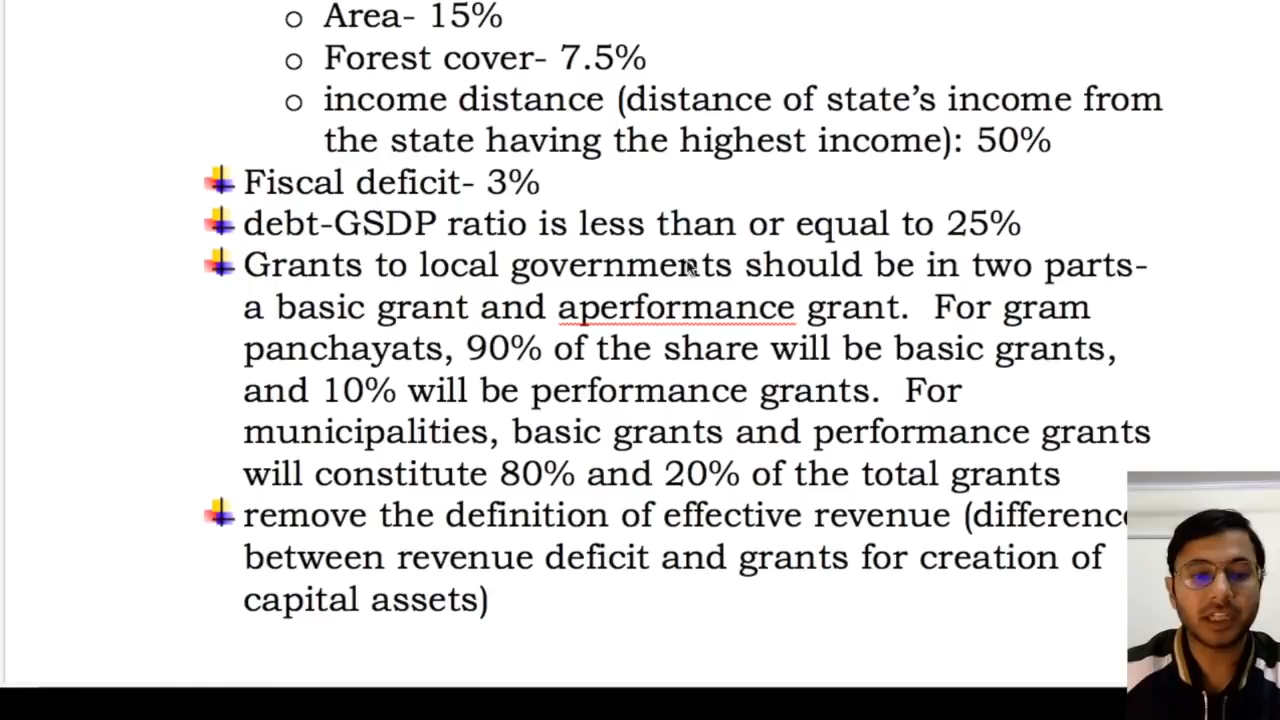 Area- 15%
Forest cover- 7.5%
income distance (distance of state's income from
the state having the highest income): 50%
Fiscal deficit- 3%
debt-GSDP ratio is less than or equal to 25%
Grants to local governments should be in two parts-
a basic grant and aperformance grant. For gram
panchayats, 90% of the share will be basic grants,
and 10% will be performance grants. For
municipalities, basic grants and performance grants
will constitute 80% and 20% of the total grants
remove the definition of effective revenue (difference
between revenue deficit and grants for creation of
capital assets)